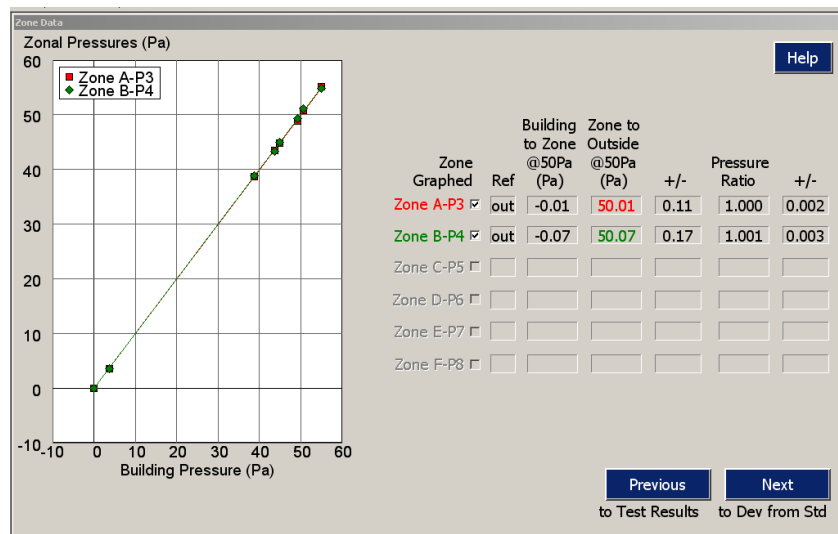 Zone Data
Zonal Pressures (Pa)
Help
60
50
40
30
20
10
0
-10
Zone A-P3
Zone B-P4
-10 0 10 20 30 40 50 60
Building Pressure (Pa)
Building Zone to
to Zone Outside
Zone @50Pa @50Pa Pressure
Graphed Ref (Pa) (Pa) +/- Ratio +/-
Zone A-P3 out -0.01 50.01 0.11 1.000 0.002
Zone B-P4 out -0.07 50.07 0.17 1.001 0.003
Zone C-P5
Zone D-P6
Zone E-P7
Zone F-P8
Previous Next
to Test Results to Dev from Std